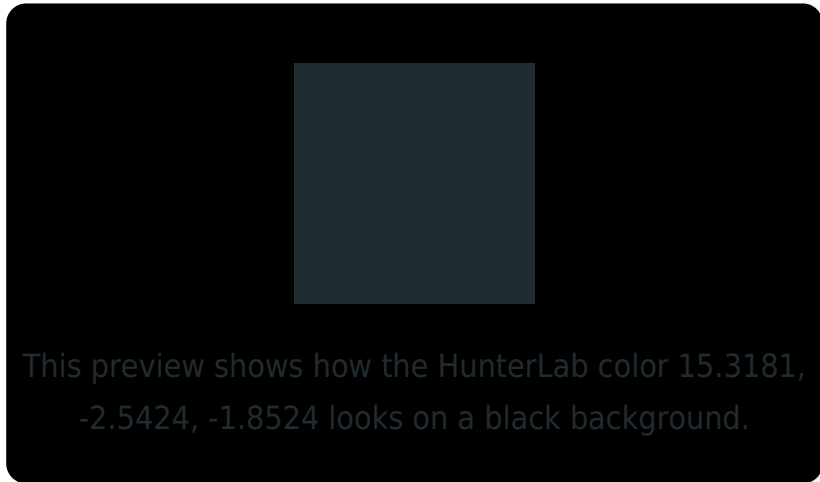 This preview shows how the HunterLab color 15.3181,
-2.5424, -1.8524 looks on a black background.